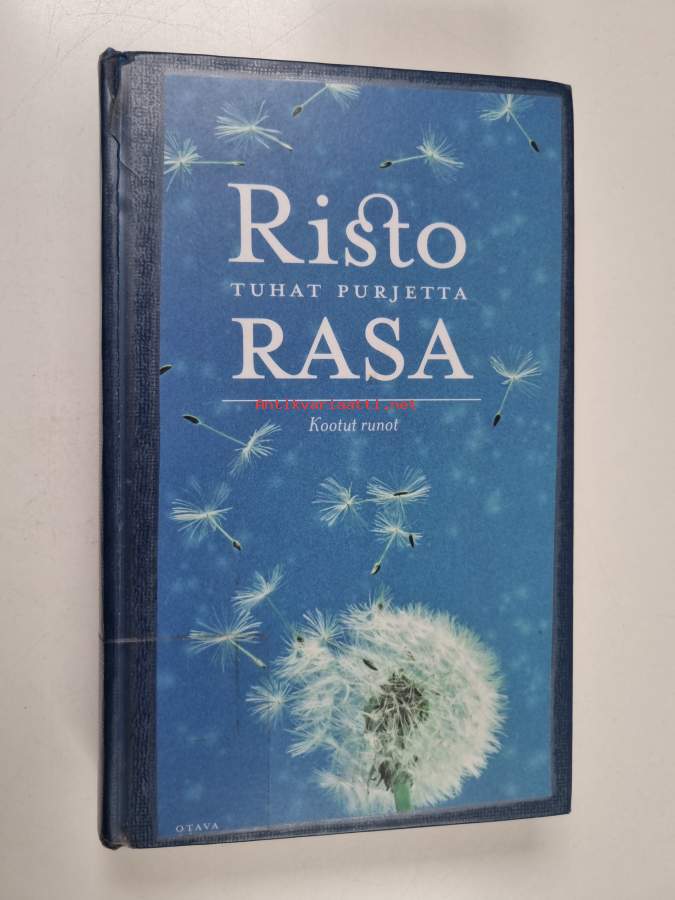 Risto
TUHAT PURJETTA
RASA
Antikvariaatti.net
Kootut runot
OTAVA